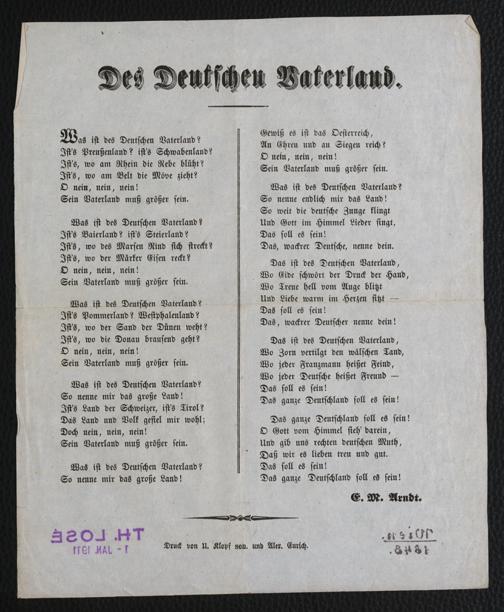 Des Deutschen Vaterland.
Was ist des Deutschen Vaterland?
Ist's Preußenland? ist's Schwabenland?
Ist's, wo am Rhein die Rebe blüht?
Ist's, wo am Belt die Möve zieht?
O nein, nein, nein!
Sein Vaterland muß größer sein.
Was ist des Deutschen Vaterland?
Ist's Baierland? ist's Steierland?
Ist's, wo des Marsen Rind sich streckt?
Ist's, wo der Märker Eisen reckt?
O nein, nein, nein!
Sein Vaterland muß größer sein.
Was ist des Deutschen Vaterland?
Ist's Pommerland? Westphalenland?
Ist's, wo der Sand der Dünen weht?
Ist's, wo die Donau brausend geht?
O nein, nein, nein!
Sein Vaterland muß größer sein.
Was ist des Deutschen Vaterland?
So nenne mir das große Land!
Ist's Land der Schweizer, ist's Tirol?
Das Land und Volk gefiel mir wohl;
Doch nein, nein, nein!
Sein Vaterland muß größer sein.
Was ist des Deutschen Vaterland?
So nenne mir das große Land!
Gewiß es ist das Oesterreich,
An Ehren und an Siegen reich?
O nein, nein, nein!
Sein Vaterland muß größer sein.
Was ist des Deutschen Vaterland?
So nenne endlich mir das Land!
So weit die deutsche Zunge klingt
Und Gott im Himmel Lieder singt,
Das soll es sein!
Das, wackrer Deutsche, nenne dein.
Das ist des Deutschen Vaterland,
Wo Eide schwört der Druck der Hand,
Wo Treue hell vom Auge blitzt
Und Liebe warm im Herzen sitzt —
Das soll es sein!
Das, wackrer Deutscher nenne dein!
Das ist des Deutschen Vaterland,
Wo Zorn vertilgt den wälschen Tand,
Wo jeder Franzmann heißet Feind,
Wo jeder Deutsche heißet Freund —
Das soll es sein!
Das ganze Deutschland soll es sein!
Das ganze Deutschland soll es sein!
O Gott vom Himmel sieh' darein,
Und gib uns rechten deutschen Muth,
Daß wir es lieben treu und gut.
Das soll es sein!
Das ganze Deutschland soll es sein!
E. M. Arndt.
TH. LOSÉ
1 - JAN. 1911
Druck von U. Klopf sen. und Alex. Eurich.
Wien
1848.